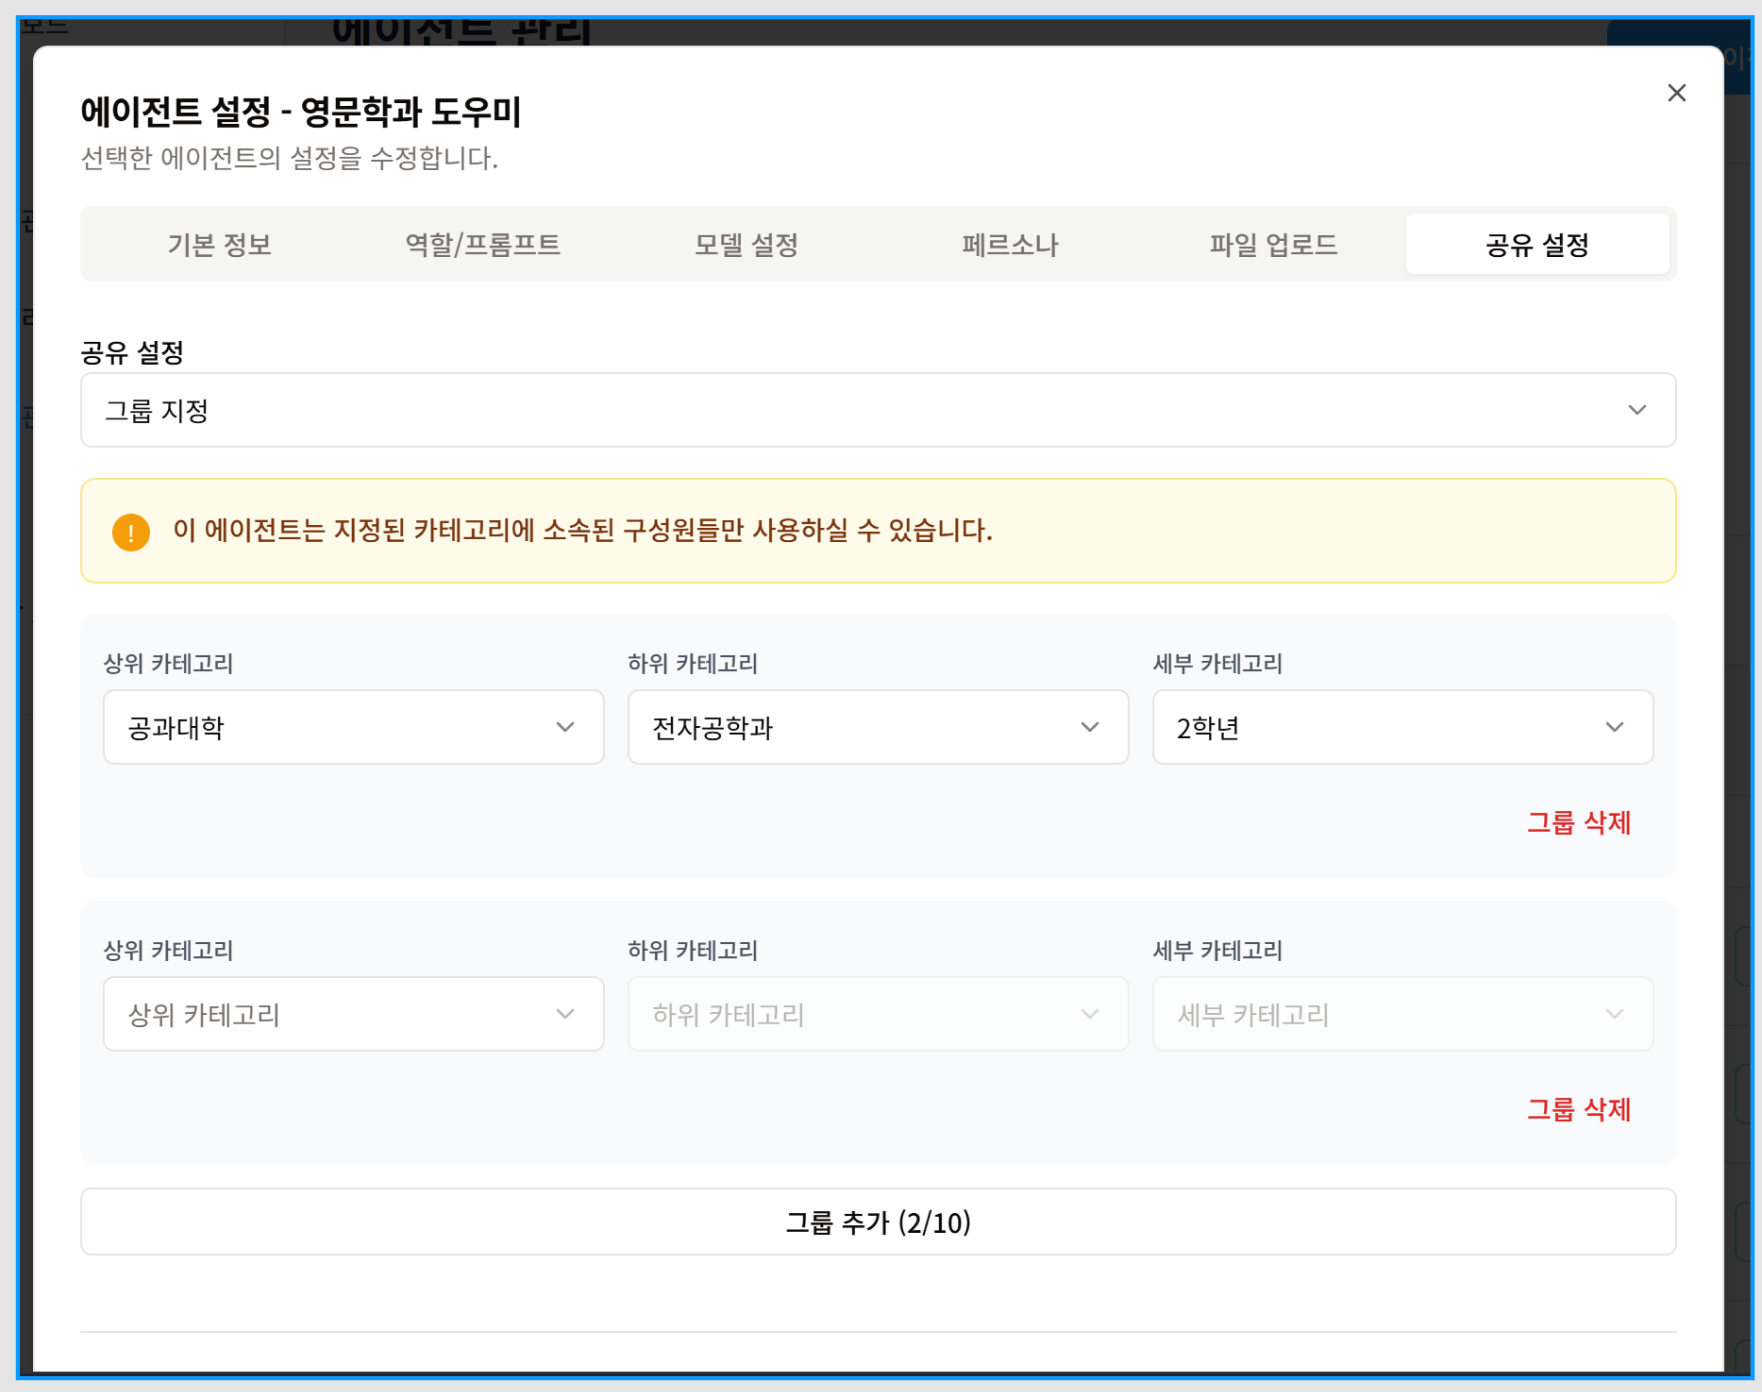 에이전트 관리
에이전트 설정 - 영문학과 도우미
선택한 에이전트의 설정을 수정합니다.
기본 정보 역할/프롬프트 모델 설정 페르소나 파일 업로드 공유 설정
공유 설정
그룹 지정
이 에이전트는 지정된 카테고리에 소속된 구성원들만 사용하실 수 있습니다.
상위 카테고리 하위 카테고리 세부 카테고리
공과대학 전자공학과 2학년
그룹 삭제
상위 카테고리 하위 카테고리 세부 카테고리
상위 카테고리 하위 카테고리 세부 카테고리
그룹 삭제
그룹 추가 (2/10)